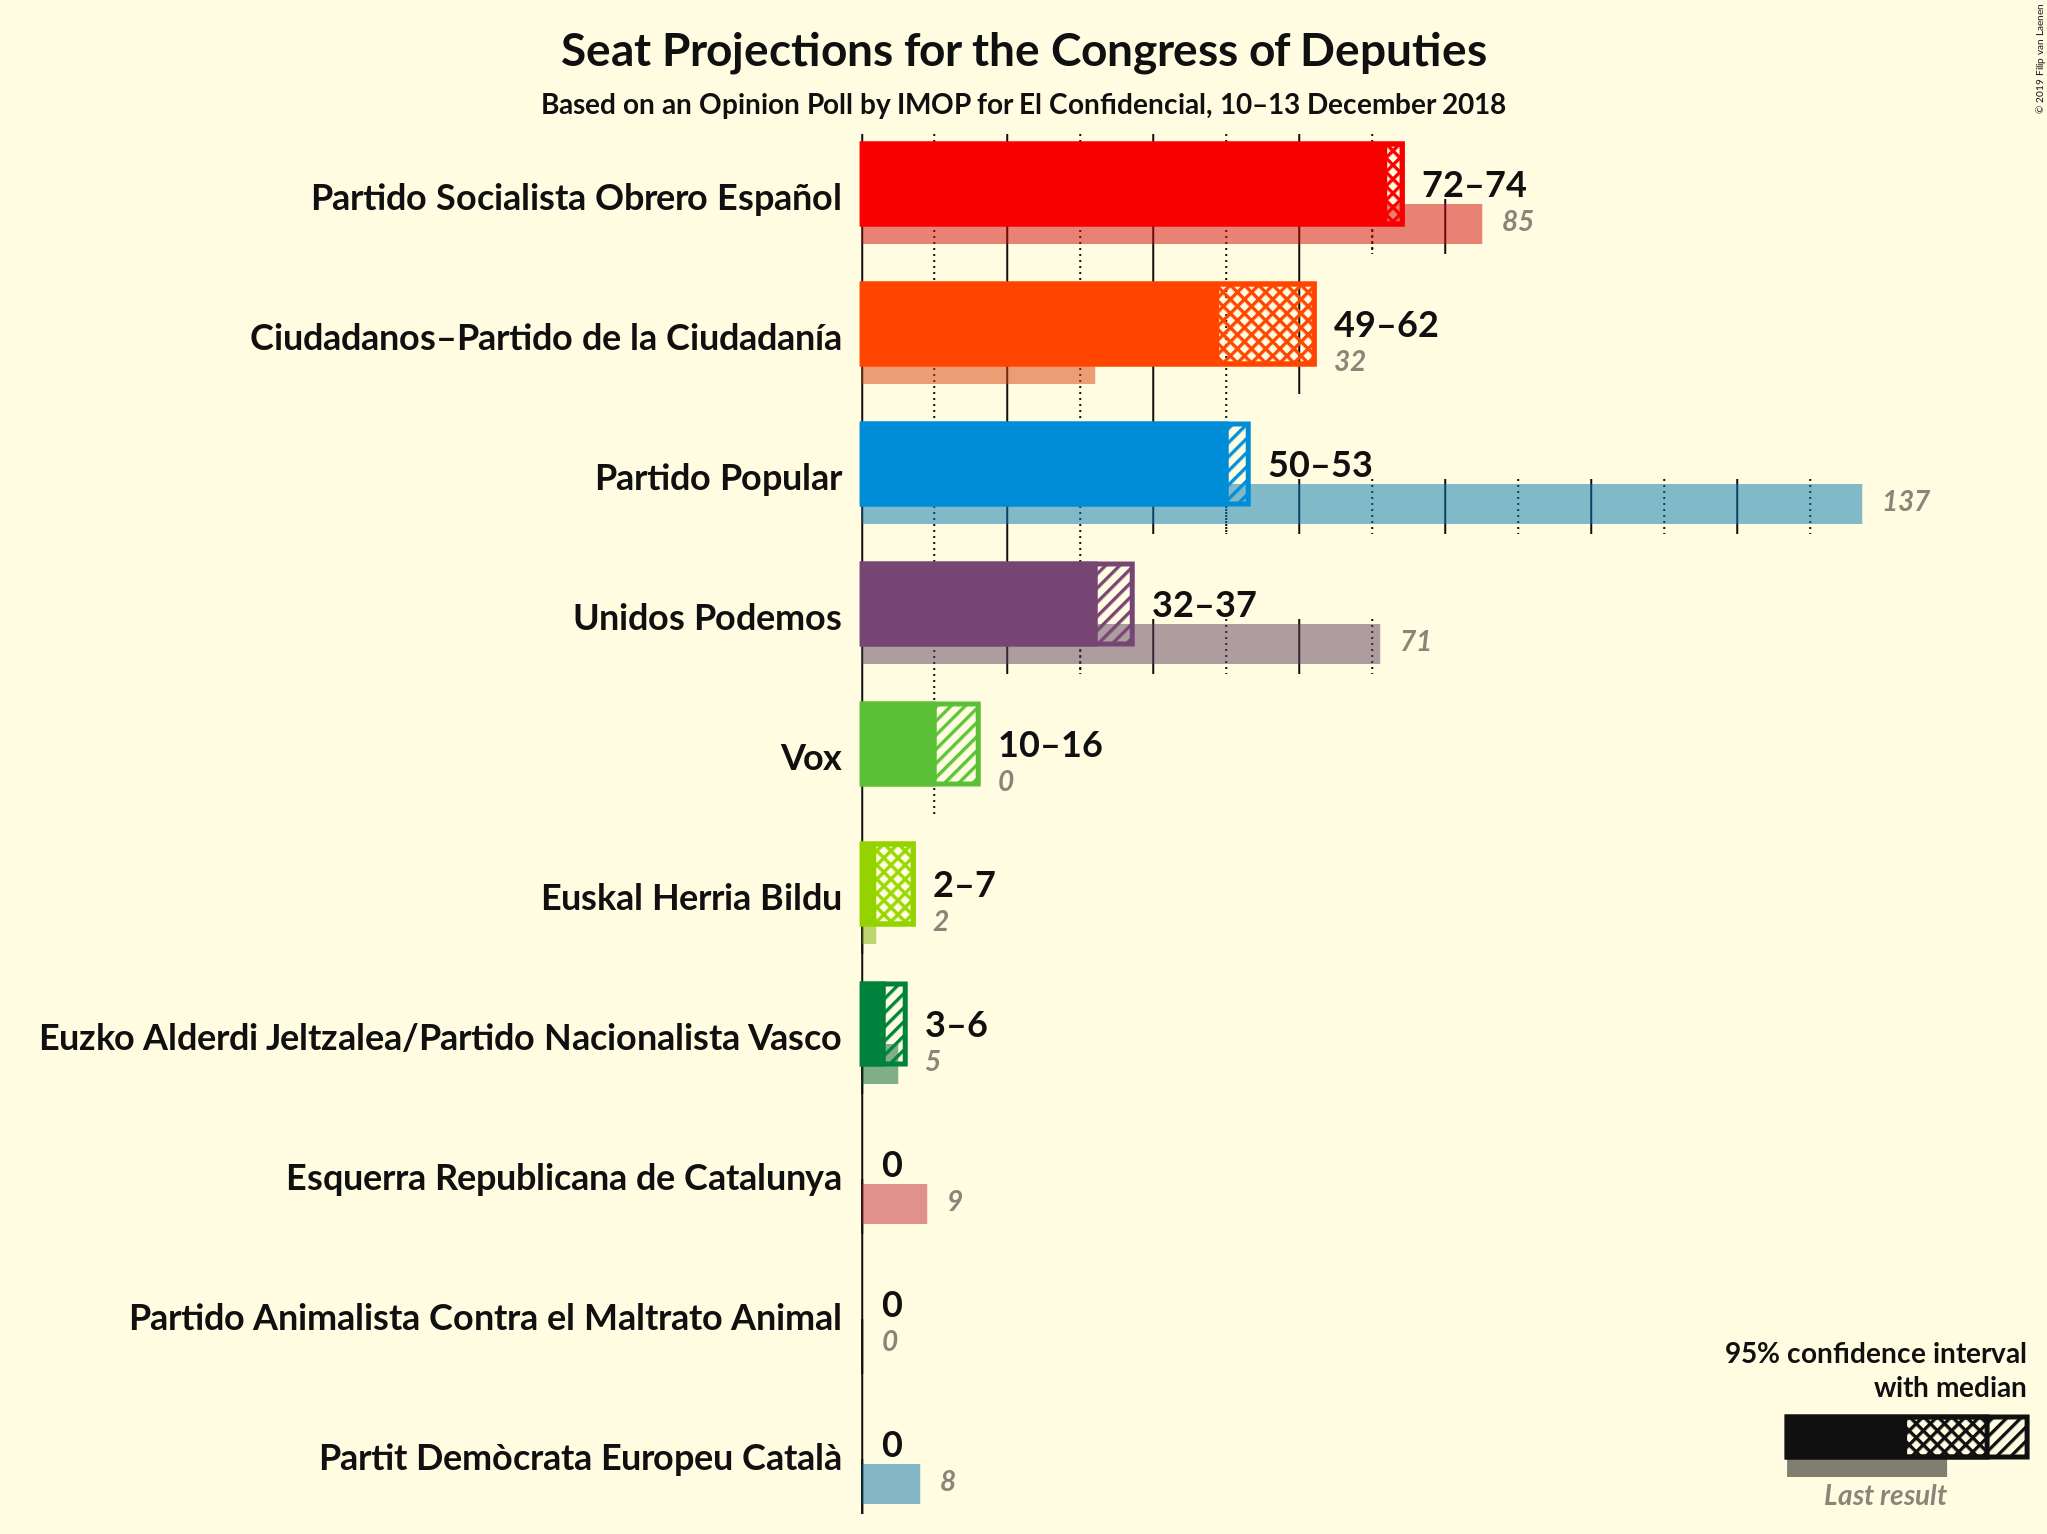 Seat Projections for the Congress of Deputies
Based on an Opinion Poll by IMOP for El Confidencial, 10–13 December 2018
© 2019 Filip van Laenen
Partido Socialista Obrero Español
72–74
85
Ciudadanos–Partido de la Ciudadanía
49–62
32
Partido Popular
50–53
137
Unidos Podemos
32–37
71
Vox
10–16
0
Euskal Herria Bildu
2–7
2
Euzko Alderdi Jeltzalea/Partido Nacionalista Vasco
3–6
5
Esquerra Republicana de Catalunya
0
9
Partido Animalista Contra el Maltrato Animal
0
0
Partit Demòcrata Europeu Català
0
8
95% confidence interval
with median
Last result